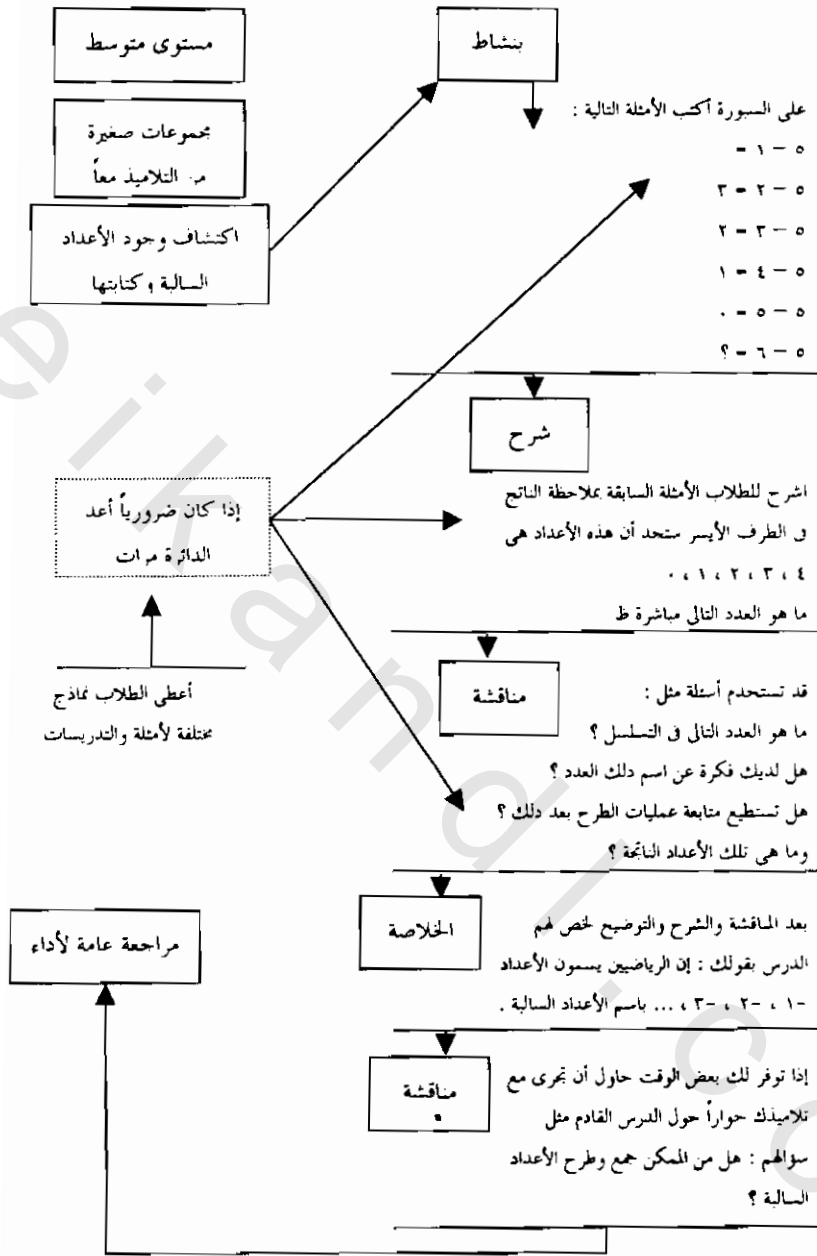 مستوى متوسط
مجموعات صغيرة
من التلاميذ معاً
اكتشاف وجود الأعداد
السالبة وكتابتها
بنشاط
على السبورة أكتب الأمثلة التالية :
٥ – ١ =
٥ – ٢ = ٣
٥ – ٣ = ٢
٥ – ٤ = ١
٥ – ٥ = ٠
٥ – ٦ = ؟
شرح
اشرح للطلاب الأمثلة السابقة بملاحظة الناتج
فى الطرف الأيسر ستجد أن هذه الأعداد هى
٤ ، ٣ ، ٢ ، ١ ، ٠
ما هو العدد التالى مباشرة ظ
إذا كان ضرورياً أعد
الدائرة مرات
أعطى الطلاب نماذج
مختلفة لأمثلة والتدريسات
مناقشة
قد تستخدم أسئلة مثل :
ما هو العدد التالى فى التسلسل ؟
هل لديك فكرة عن اسم ذلك العدد ؟
هل تستطيع متابعة عمليات الطرح بعد ذلك ؟
وما هى تلك الأعداد الناتجة ؟
الخلاصة
بعد المناقشة والشرح والتوضيح لخص لهم
الدرس بقولك : إن الرياضيين يسمون الأعداد
-١ ، -٢ ، -٣ ، ... باسم الأعداد السالبة .
مراجعة عامة لأداء
مناقشة
إذا توفر لك بعض الوقت حاول أن تجرى مع
تلاميذك حواراً حول الدرس القادم مثل
سؤالهم : هل من الممكن جمع وطرح الأعداد
السالبة ؟